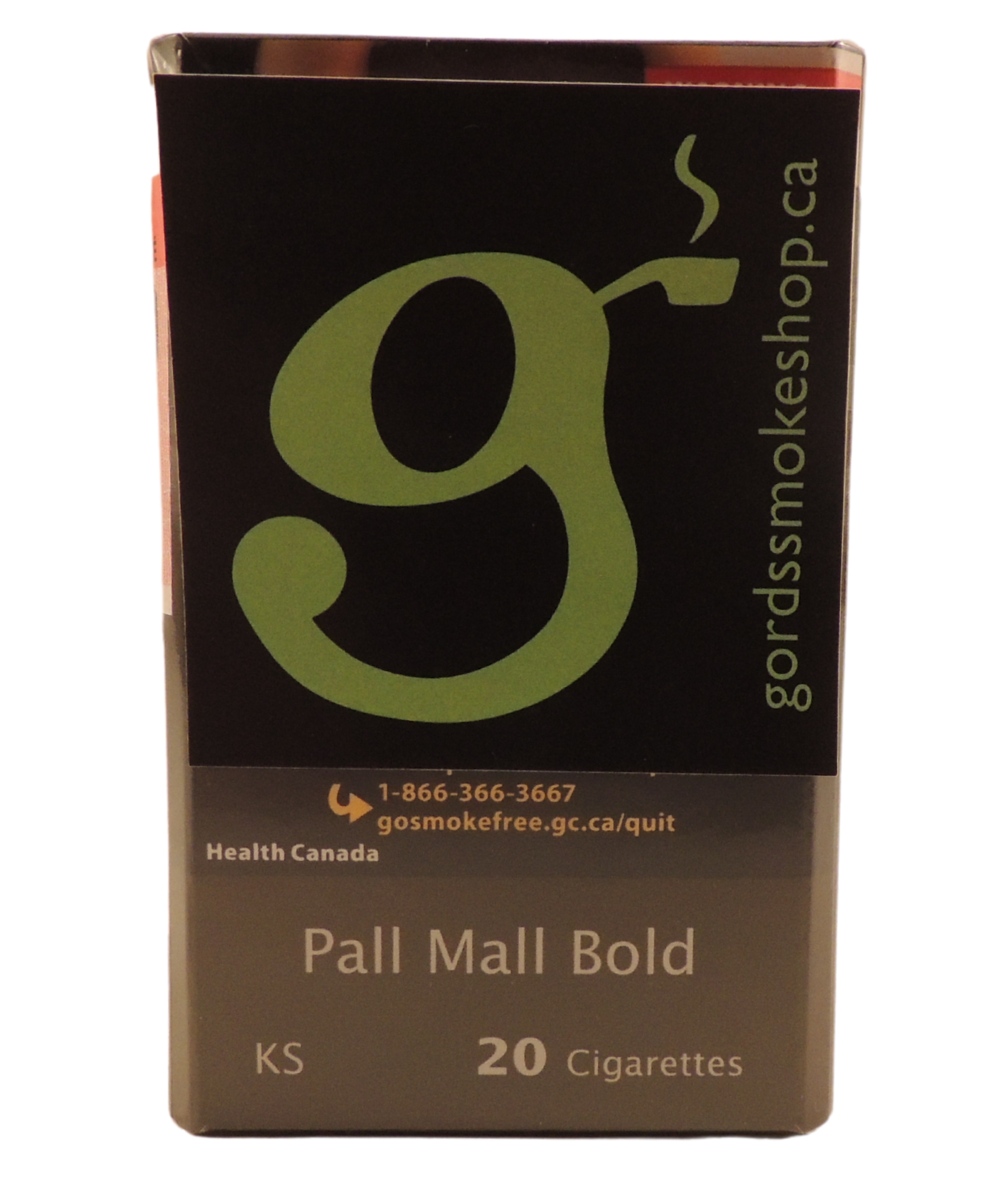 gordssmokeshop.ca
1-866-366-3667
gosmokefree.gc.ca/quit
Health Canada
Pall Mall Bold
KS 20 Cigarettes